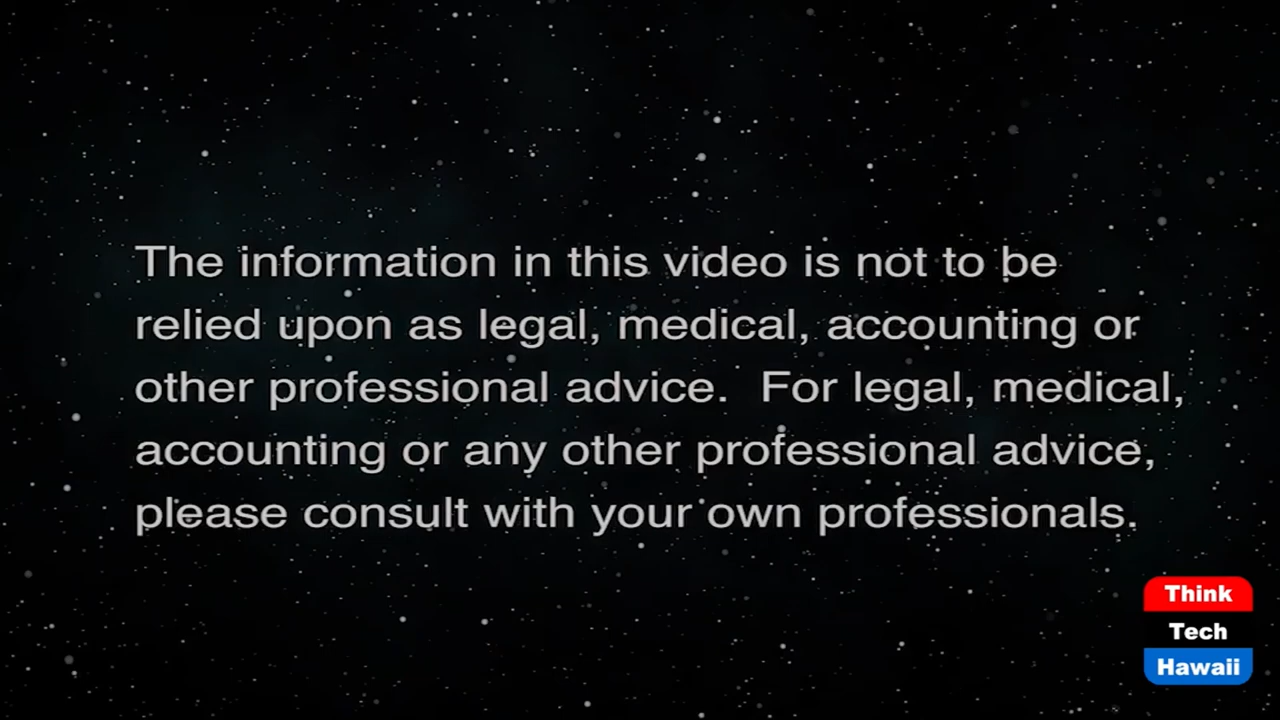 The information in this video is not to be
relied upon as legal, medical, accounting or
other professional advice.  For legal, medical,
accounting or any other professional advice,
please consult with your own professionals.
Think
Tech
Hawaii